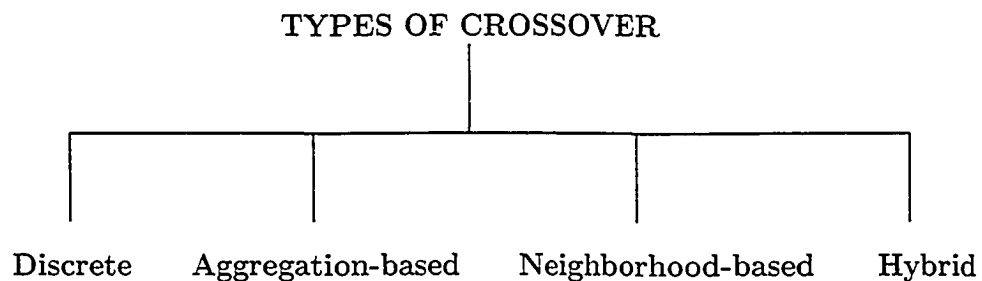 TYPES OF CROSSOVER
Discrete Aggregation-based Neighborhood-based Hybrid